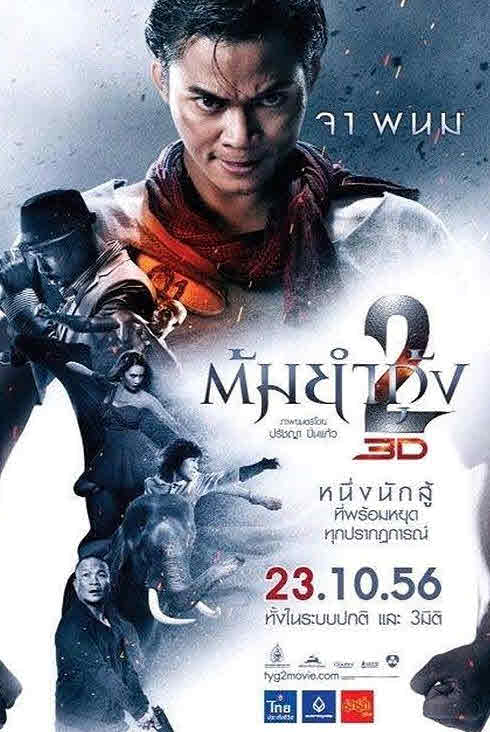 จา พนม
ต้มยำกุ้ง 2
3D
ภาพยนตร์โดย
ปรัชญา ปิ่นแก้ว
หนึ่งนักสู้
ที่พร้อมหยุด
ทุกปรากฏการณ์
23.10.56
ทั้งในระบบปกติ และ 3มิติ
tyg2movie.com
ไทย